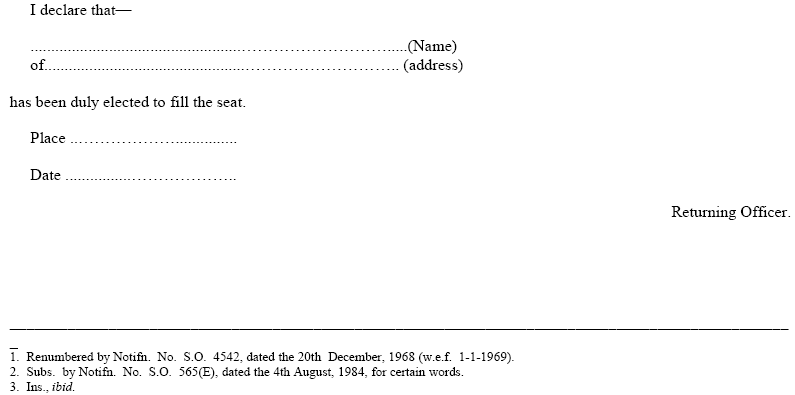 I declare that—
.................................................………………………….....(Name)
of................................................…………………………. (address)
has been duly elected to fill the seat.
Place ...…………………...............
Date ................………………..
Returning Officer.
1. Renumbered by Notifn. No. S.O. 4542, dated the 20th December, 1968 (w.e.f. 1-1-1969).
2. Subs. by Notifn. No. S.O. 565(E), dated the 4th August, 1984, for certain words.
3. Ins., ibid.